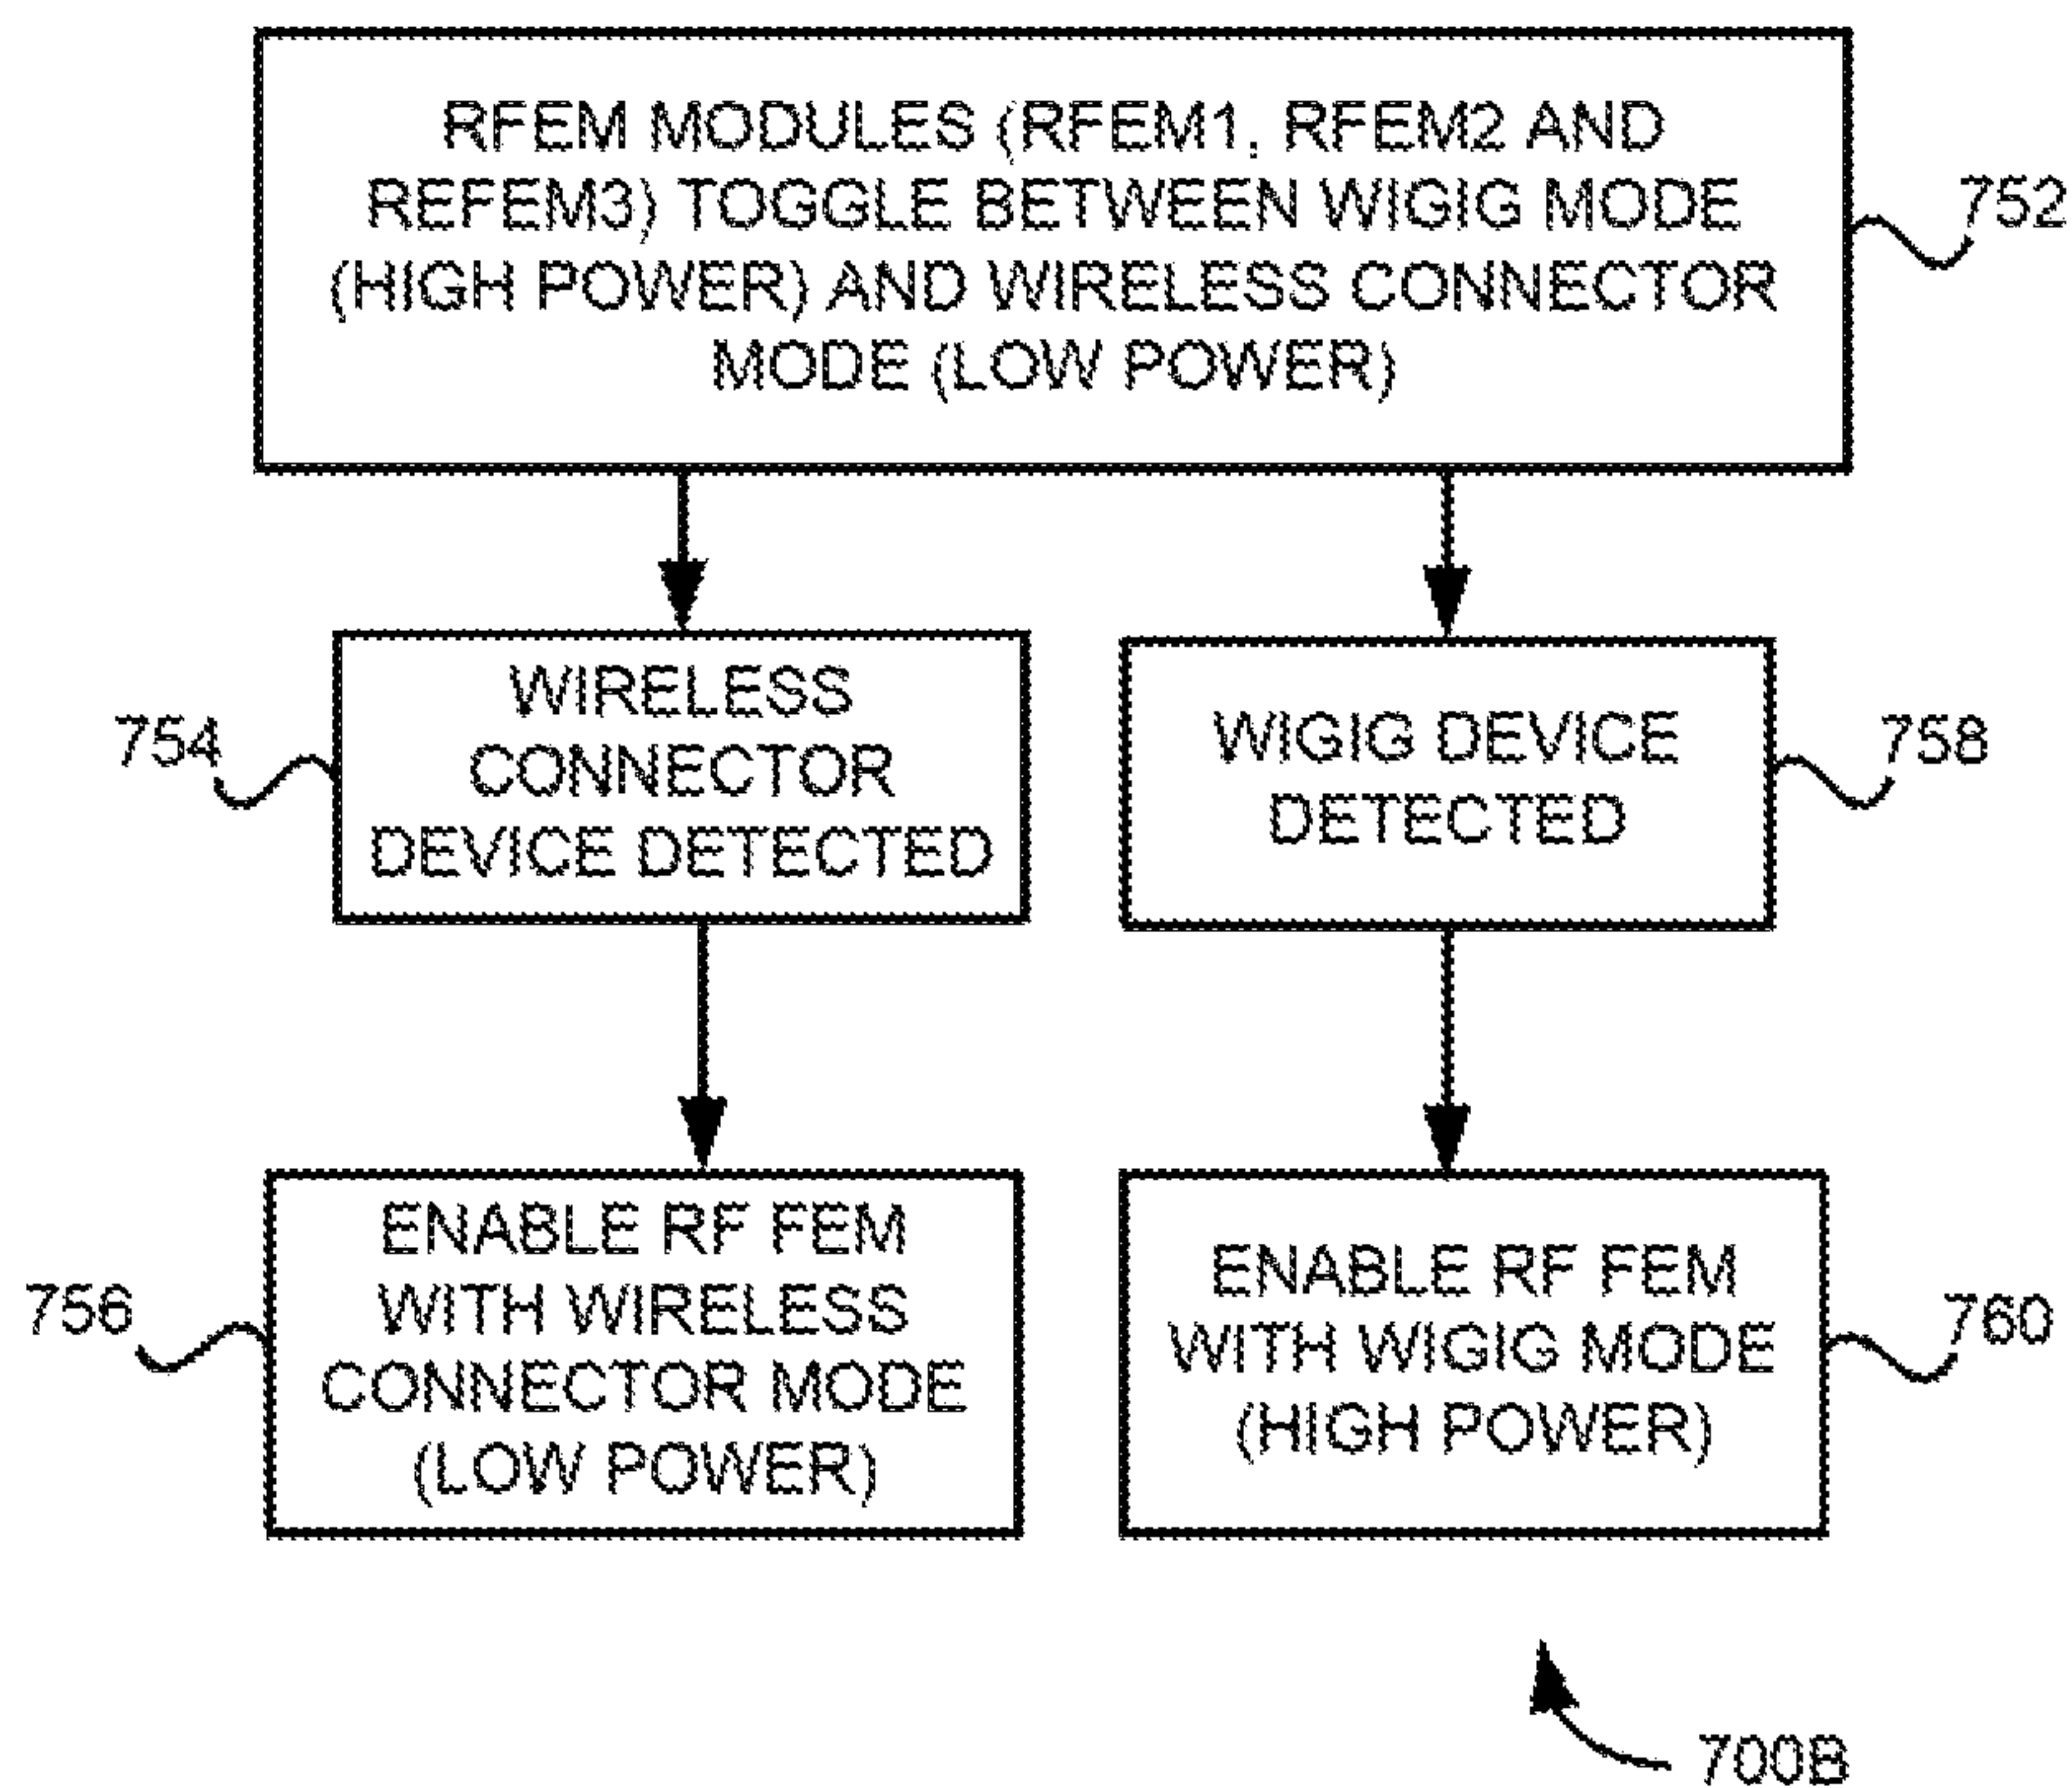 RFEM MODULES (RFEM1, RFEM2 AND
REFEM3) TOGGLE BETWEEN WIGIG MODE
(HIGH POWER) AND WIRELESS CONNECTOR
MODE (LOW POWER)
752
WIRELESS
CONNECTOR
DEVICE DETECTED
754
WIGIG DEVICE
DETECTED
758
ENABLE RF FEM
WITH WIRELESS
CONNECTOR MODE
(LOW POWER)
756
ENABLE RF FEM
WITH WIGIG MODE
(HIGH POWER)
760
700B